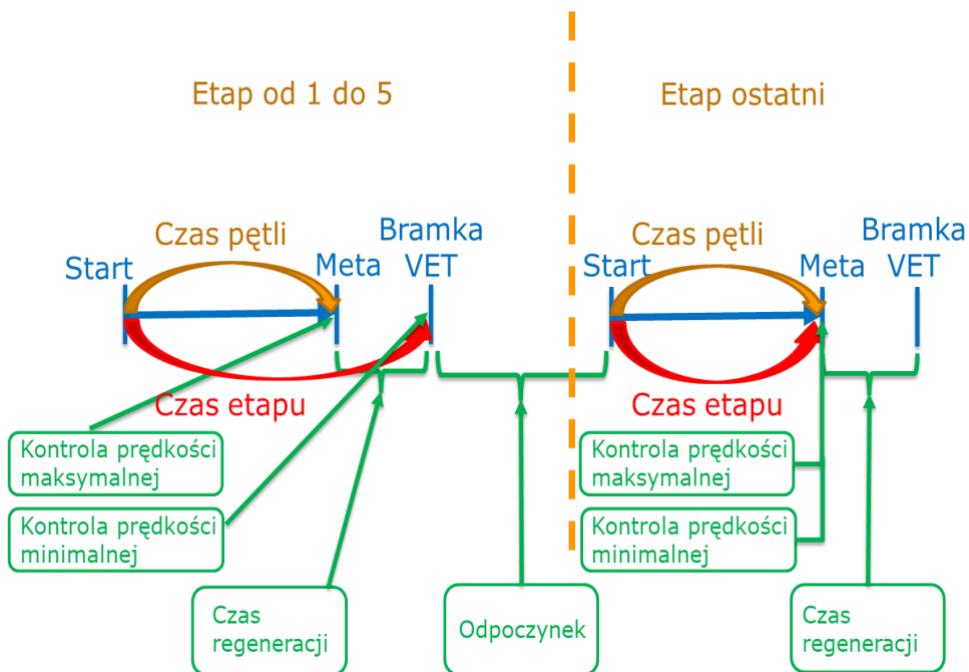 Etap od 1 do 5
Etap ostatni
Czas pętli
Bramka
VET
Start
Meta
Czas etapu
Czas pętli
Bramka
VET
Start
Meta
Czas etapu
Kontrola prędkości
maksymalnej
Kontrola prędkości
minimalnej
Kontrola prędkości
maksymalnej
Kontrola prędkości
minimalnej
Czas
regeneracji
Odpoczynek
Czas
regeneracji